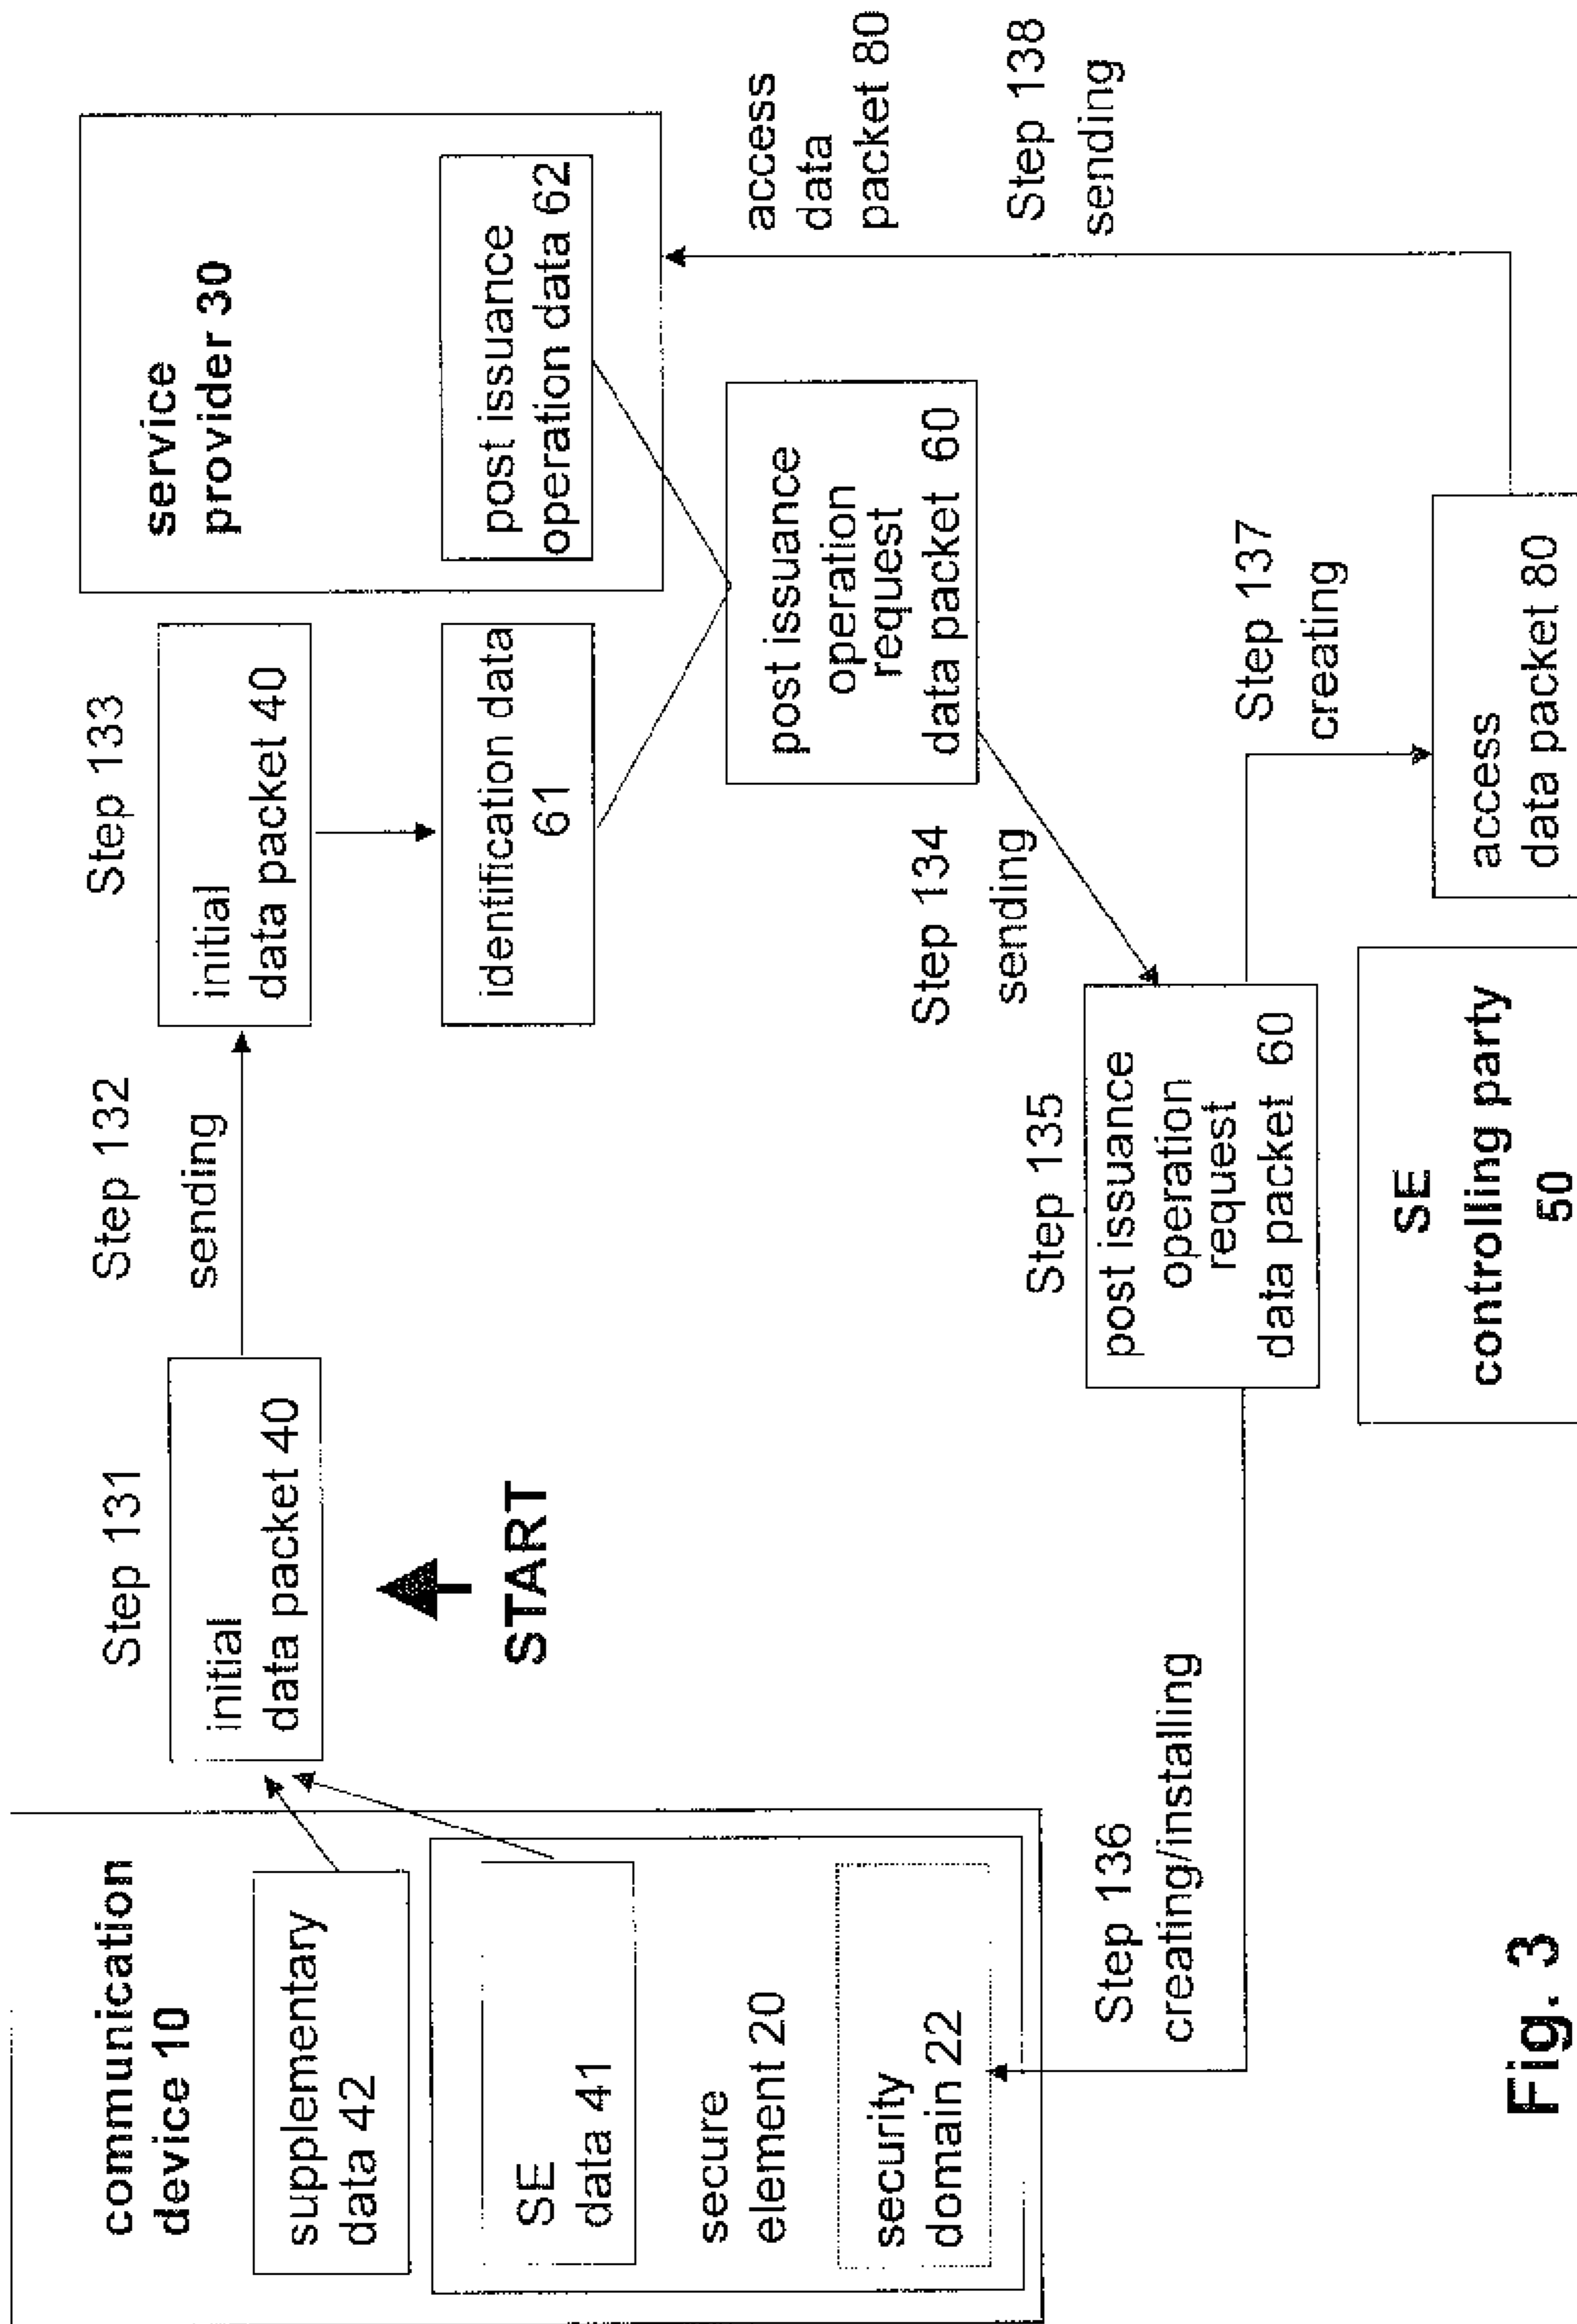 communication
device 10
supplementary
data 42
SE
data 41
secure
element 20
security
domain 22
Step 131
initial
data packet 40
START
Step 132
sending
Step 133
initial
data packet 40
identification data
61
service
provider 30
post issuance
operation data 62
post issuance
operation
request
data packet 60
Step 134
sending
Step 135
post issuance
operation
request
data packet 60
Step 136
creating/installing
SE
controlling party
50
Step 137
creating
access
data packet 80
access
data
packet 80
Step 138
sending
Fig. 3